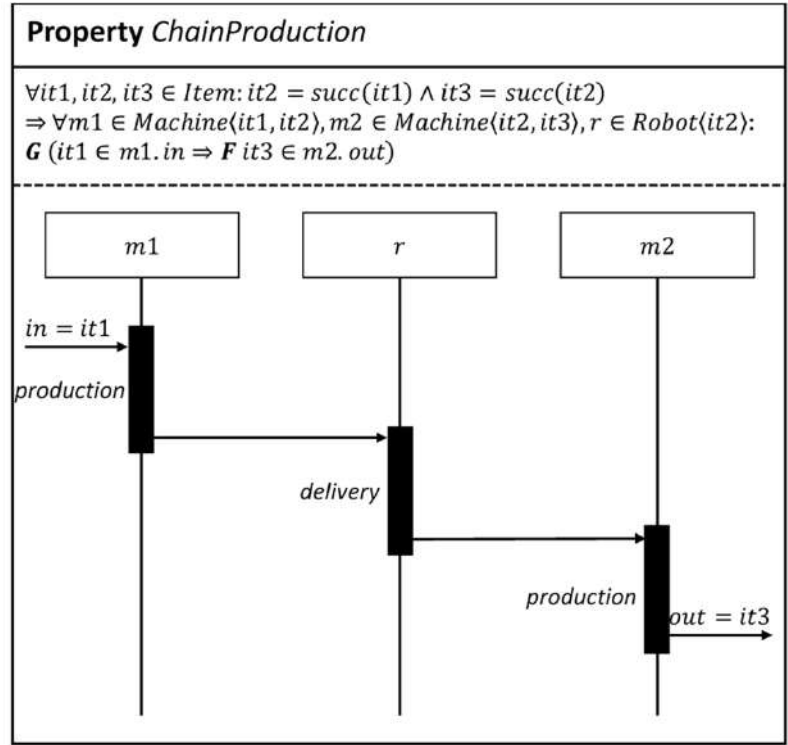 Property ChainProduction
∀it1, it2, it3 ∈ Item: it2 = succ(it1) ∧ it3 = succ(it2)
⇒ ∀m1 ∈ Machine⟨it1, it2⟩, m2 ∈ Machine⟨it2, it3⟩, r ∈ Robot⟨it2⟩:
G (it1 ∈ m1. in ⇒ F it3 ∈ m2. out)
m1
r
m2
in = it1
production
delivery
production
out = it3